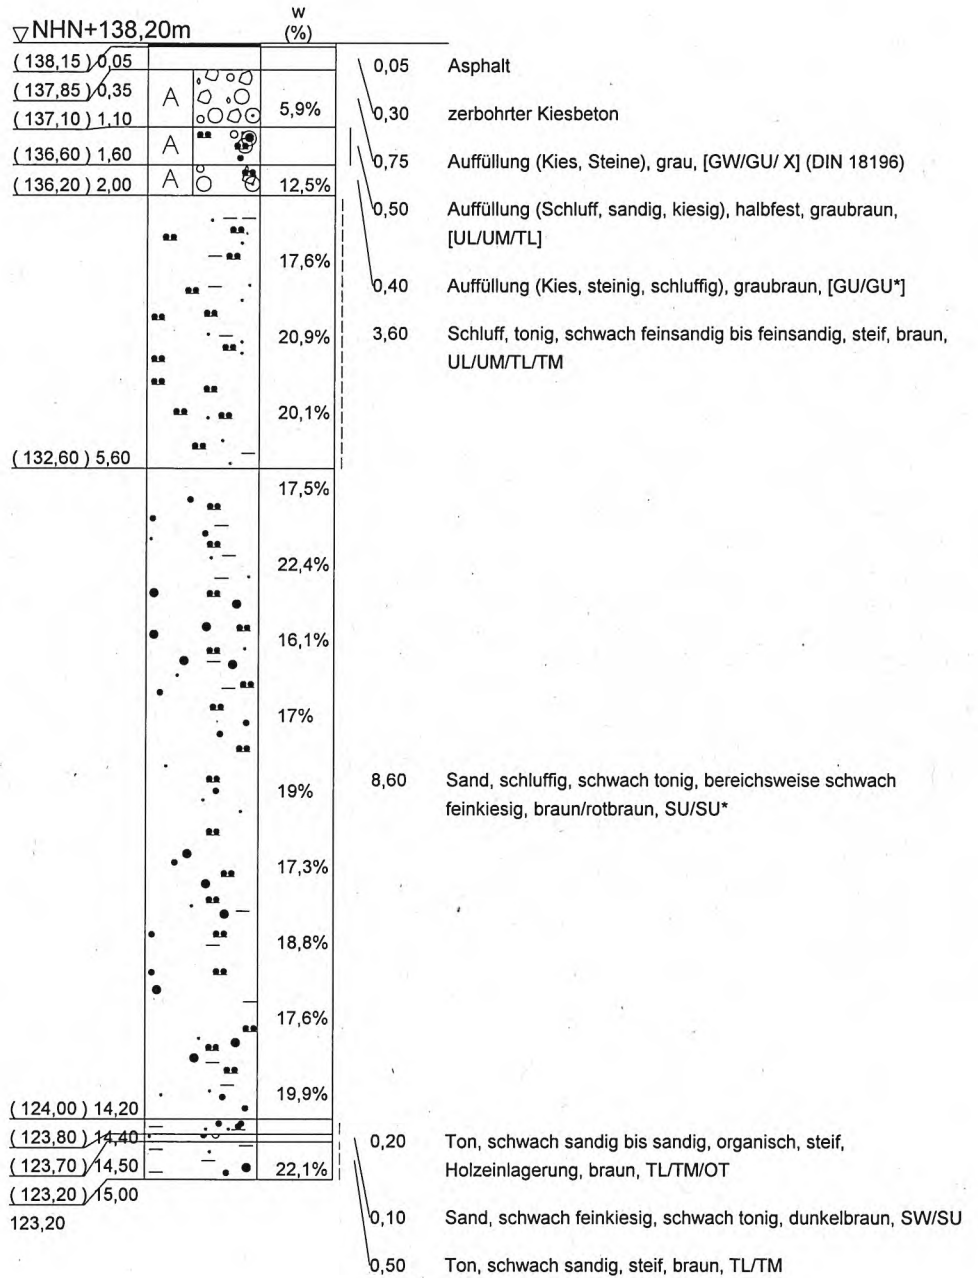 w
▽NHN+138,20m (%)
(138,15) 0,05
0,05 Asphalt
(137,85) 0,35
A 5,9%
0,30 zerbohrter Kiesbeton
(137,10) 1,10
A
(136,60) 1,60
0,75 Auffüllung (Kies, Steine), grau, [GW/GU/ X] (DIN 18196)
(136,20) 2,00 A 12,5%
0,50 Auffüllung (Schluff, sandig, kiesig), halbfest, graubraun,
[UL/UM/TL]
17,6%
0,40 Auffüllung (Kies, steinig, schluffig), graubraun, [GU/GU*]
20,9%
3,60 Schluff, tonig, schwach feinsandig bis feinsandig, steif, braun,
UL/UM/TL/TM
20,1%
(132,60) 5,60
17,5%
22,4%
16,1%
17%
19%
8,60 Sand, schluffig, schwach tonig, bereichsweise schwach
feinkiesig, braun/rotbraun, SU/SU*
17,3%
18,8%
17,6%
19,9%
(124,00) 14,20
(123,80) 14,40
0,20 Ton, schwach sandig bis sandig, organisch, steif,
Holzeinlagerung, braun, TL/TM/OT
(123,70) 14,50 22,1%
(123,20) 15,00
123,20
0,10 Sand, schwach feinkiesig, schwach tonig, dunkelbraun, SW/SU
0,50 Ton, schwach sandig, steif, braun, TL/TM